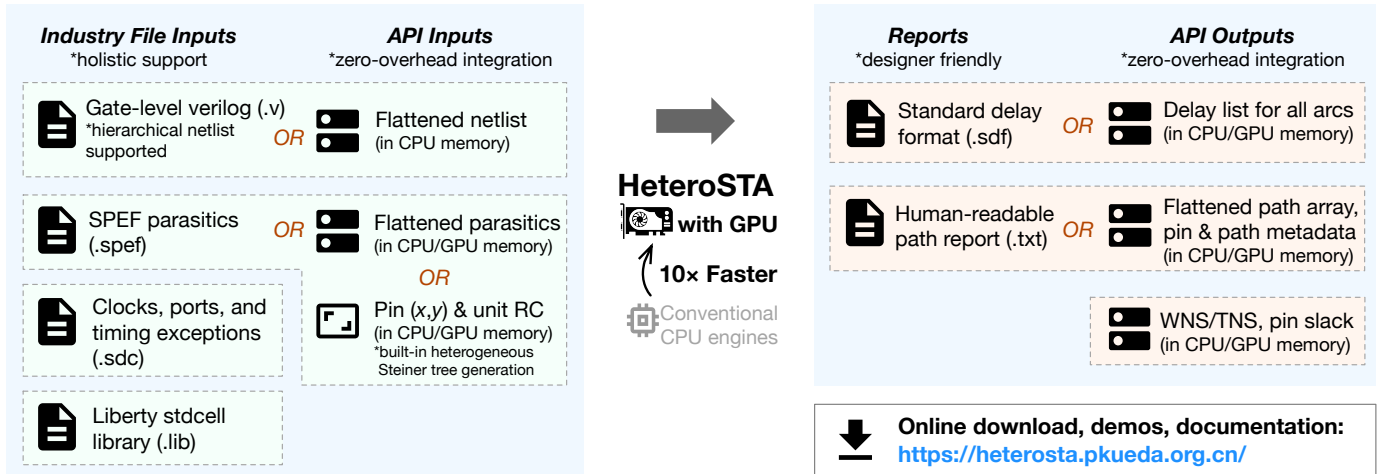 Industry File Inputs
*holistic support
API Inputs
*zero-overhead integration
Gate-level verilog (.v)
*hierarchical netlist
supported
OR
Flattened netlist
(in CPU memory)
SPEF parasitics
(.spef)
OR
Flattened parasitics
(in CPU/GPU memory)
OR
Pin (x,y) & unit RC
(in CPU/GPU memory)
*built-in heterogeneous
Steiner tree generation
Clocks, ports, and
timing exceptions
(.sdc)
Liberty stdcell
library (.lib)
HeteroSTA
with GPU
10× Faster
Conventional
CPU engines
Reports
*designer friendly
API Outputs
*zero-overhead integration
Standard delay
format (.sdf)
OR
Delay list for all arcs
(in CPU/GPU memory)
Human-readable
path report (.txt)
OR
Flattened path array,
pin & path metadata
(in CPU/GPU memory)
WNS/TNS, pin slack
(in CPU/GPU memory)
Online download, demos, documentation:
https://heterosta.pkueda.org.cn/